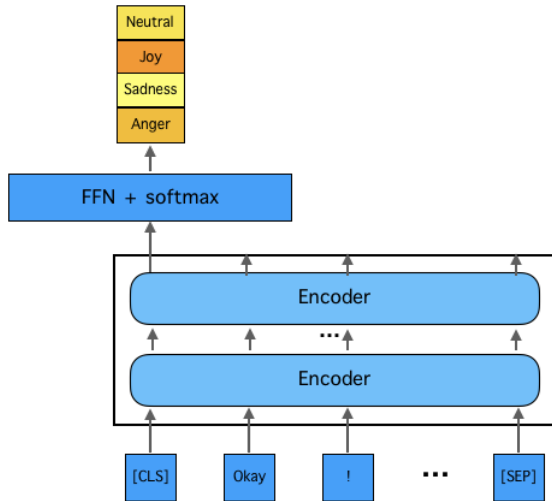 Neutral
Joy
Sadness
Anger
FFN + softmax
Encoder
...
Encoder
[CLS] Okay ! ... [SEP]